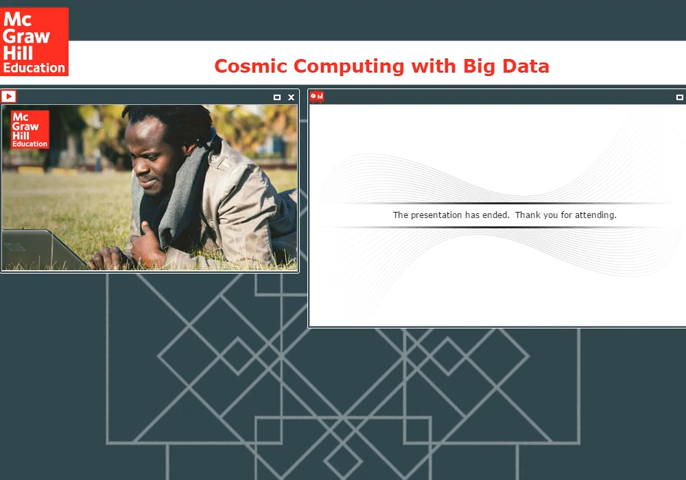 Mc
Graw
Hill
Education
Cosmic Computing with Big Data
Mc
Graw
Hill
Education
The presentation has ended.  Thank you for attending.